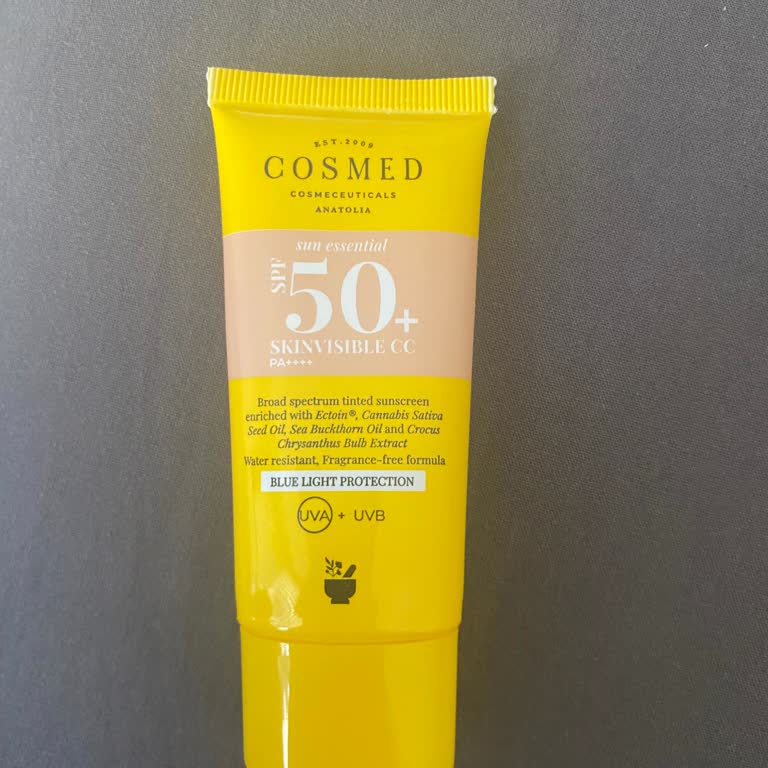 EST.2009
COSMED
COSMECEUTICALS
ANATOLIA
sun essential
SPF
50+
SKINVISIBLE CC
PA++++
Broad spectrum tinted sunscreen
enriched with Ectoin®, Cannabis Sativa
Seed Oil, Sea Buckthorn Oil and Crocus
Chrysanthus Bulb Extract
Water resistant, Fragrance-free formula
BLUE LIGHT PROTECTION
UVA + UVB